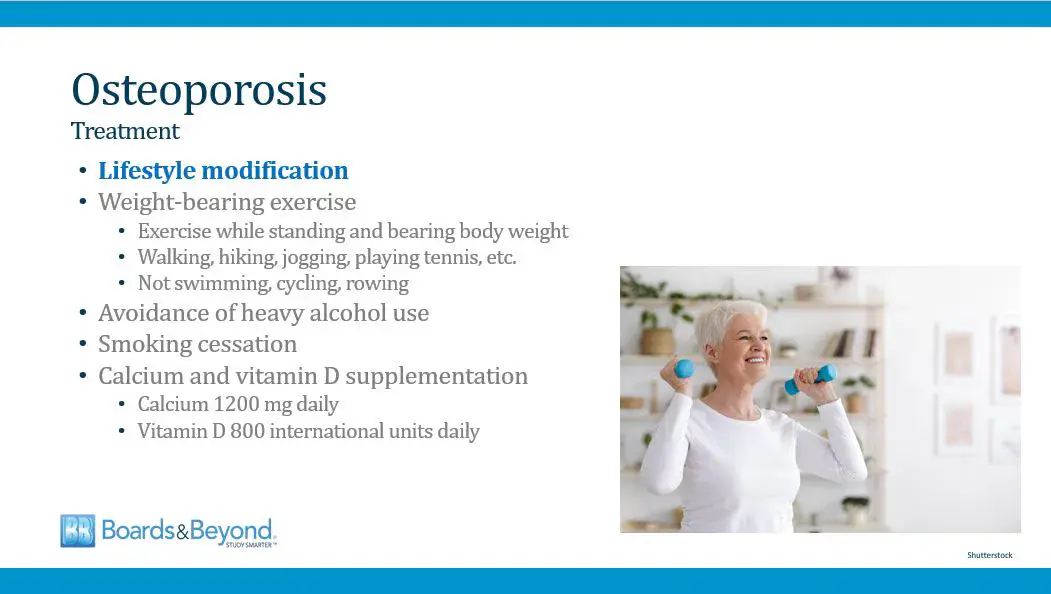 Osteoporosis
Treatment
• Lifestyle modification
• Weight-bearing exercise
• Exercise while standing and bearing body weight
• Walking, hiking, jogging, playing tennis, etc.
• Not swimming, cycling, rowing
• Avoidance of heavy alcohol use
• Smoking cessation
• Calcium and vitamin D supplementation
• Calcium 1200 mg daily
• Vitamin D 800 international units daily
BB Boards&Beyond.
STUDY SMARTER™
Shutterstock